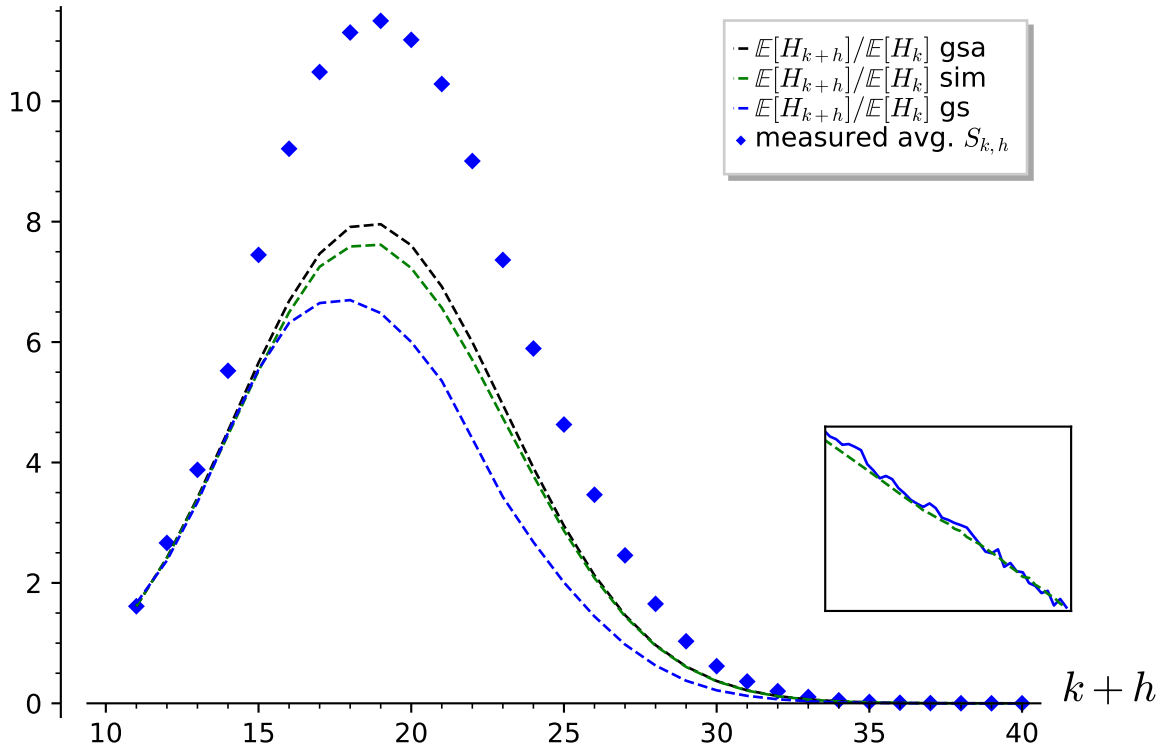 𝔼[H_{k+h}]/𝔼[H_k] gsa
𝔼[H_{k+h}]/𝔼[H_k] sim
𝔼[H_{k+h}]/𝔼[H_k] gs
measured avg. S_{k,h}
10
8
6
4
2
0
k + h
10 15 20 25 30 35 40